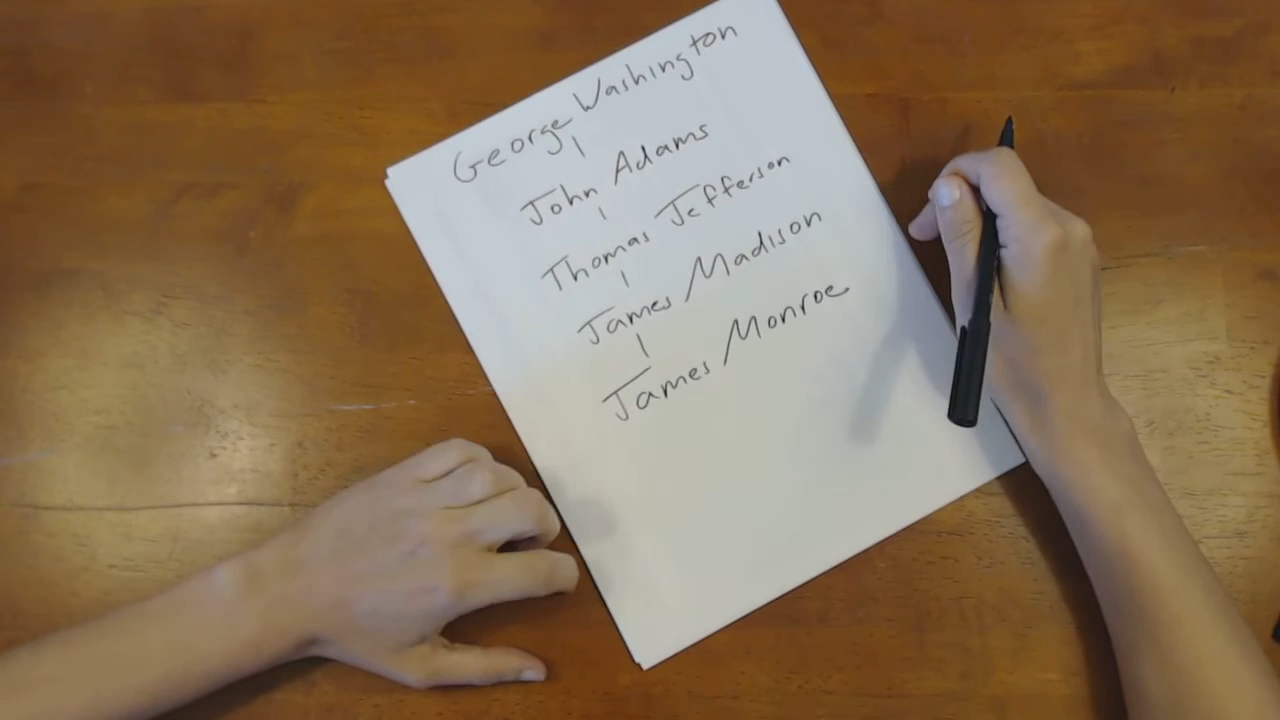 George Washington
John Adams
Thomas Jefferson
James Madison
James Monroe